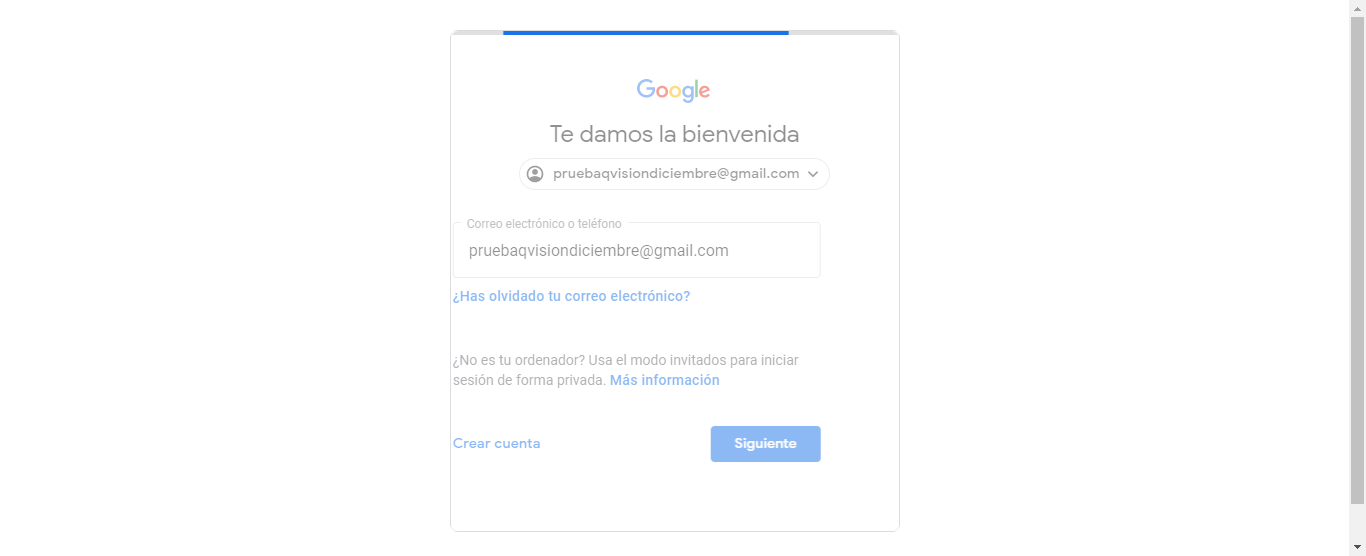 Google
Te damos la bienvenida
pruebaqvisiondiciembre@gmail.com
Correo electrónico o teléfono
pruebaqvisiondiciembre@gmail.com
¿Has olvidado tu correo electrónico?
¿No es tu ordenador? Usa el modo invitados para iniciar
sesión de forma privada. Más información
Crear cuenta
Siguiente